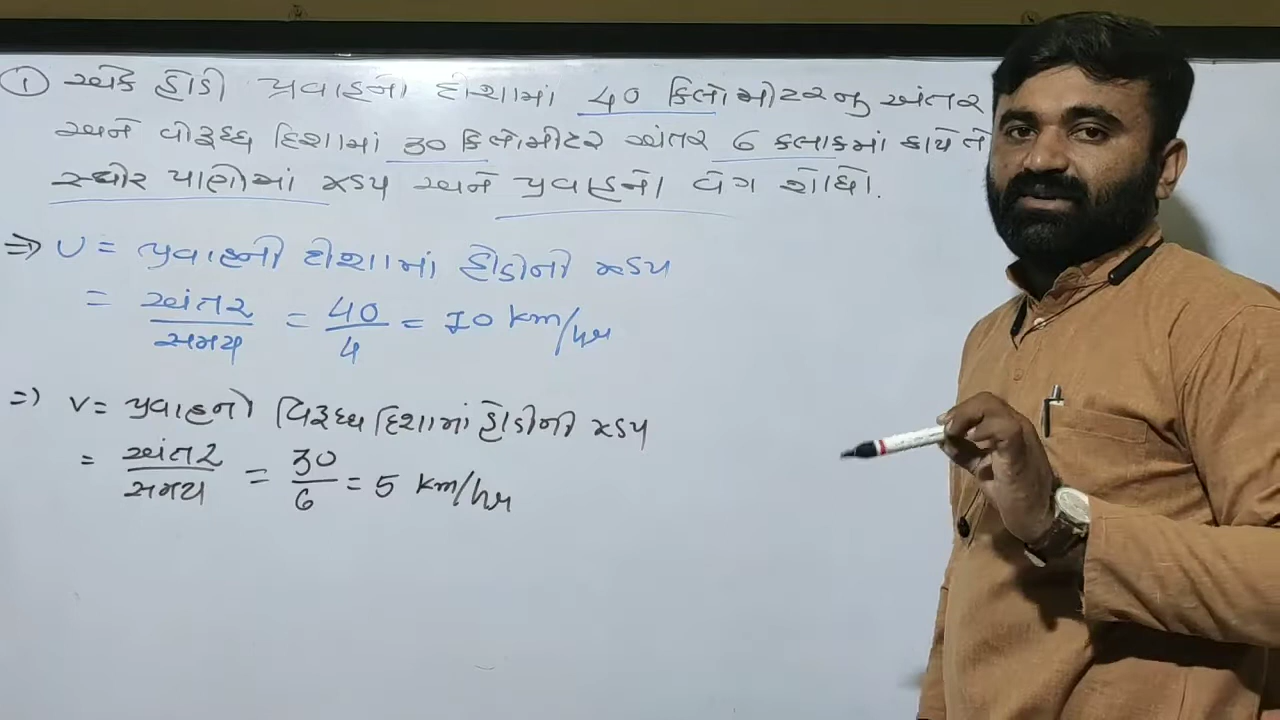 ① એક હોડી પ્રવાહની દીશામાં 40 કિલોમીટરનુ અંતર
અને વીરૂધ્ધ દિશામાં 30 કિલોમીટર અંતર 6 કલાકમાં કાપે તો
સ્થીર પાણીમાં ઝડપ અને પ્રવાહનો વેગ શોધો.
⇒ U = પ્રવાહની દીશામાં હોડીની ઝડપ
= અંતર/સમય = 40/4 = 10 km/hr
⇒ V = પ્રવાહની વિરૂધ્ધ દિશામાં હોડીની ઝડપ
= અંતર/સમય = 30/6 = 5 km/hr